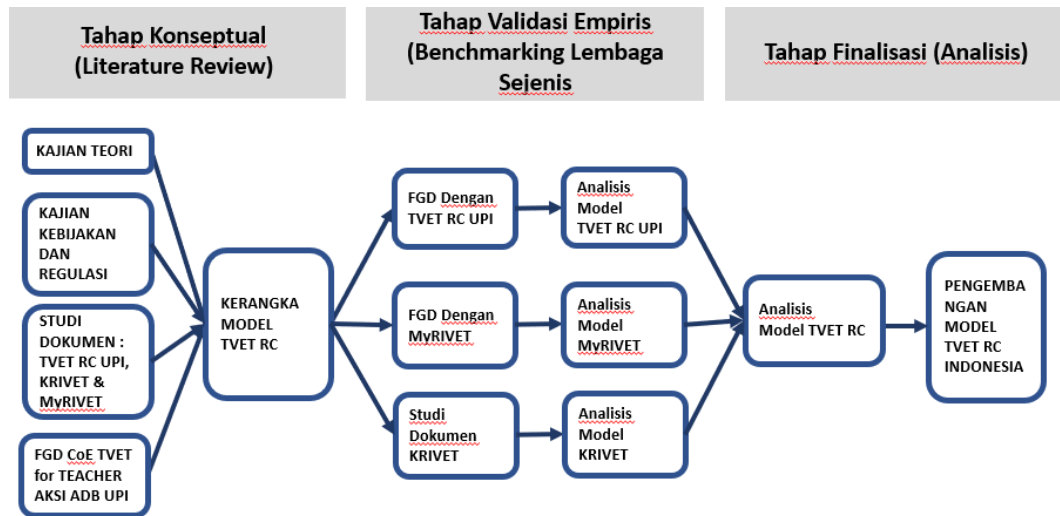 Tahap Konseptual
(Literature Review)
Tahap Validasi Empiris
(Benchmarking Lembaga
Sejenis
Tahap Finalisasi (Analisis)
KAJIAN TEORI
KAJIAN
KEBIJAKAN
DAN
REGULASI
STUDI
DOKUMEN :
TVET RC UPI,
KRIVET &
MyRIVET
FGD CoE TVET
for TEACHER
AKSI ADB UPI
KERANGKA
MODEL
TVET RC
FGD Dengan
TVET RC UPI
FGD Dengan
MyRIVET
Studi
Dokumen
KRIVET
Analisis
Model
TVET RC UPI
Analisis
Model
MyRIVET
Analisis
Model
KRIVET
Analisis
Model TVET RC
PENGEMBA
NGAN
MODEL
TVET RC
INDONESIA